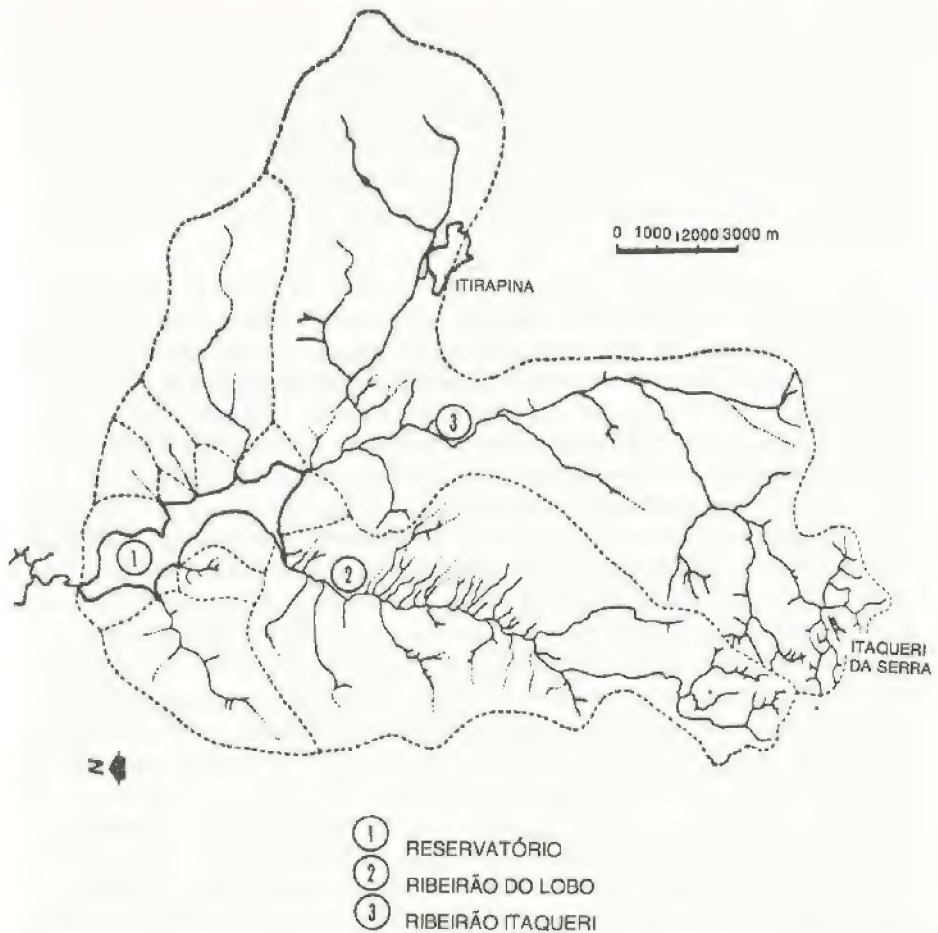 0 1000 2000 3000 m
ITIRAPINA
3
1
2
ITAQUERI
DA SERRA
N
1 RESERVATÓRIO
2 RIBEIRÃO DO LOBO
3 RIBEIRÃO ITAQUERI